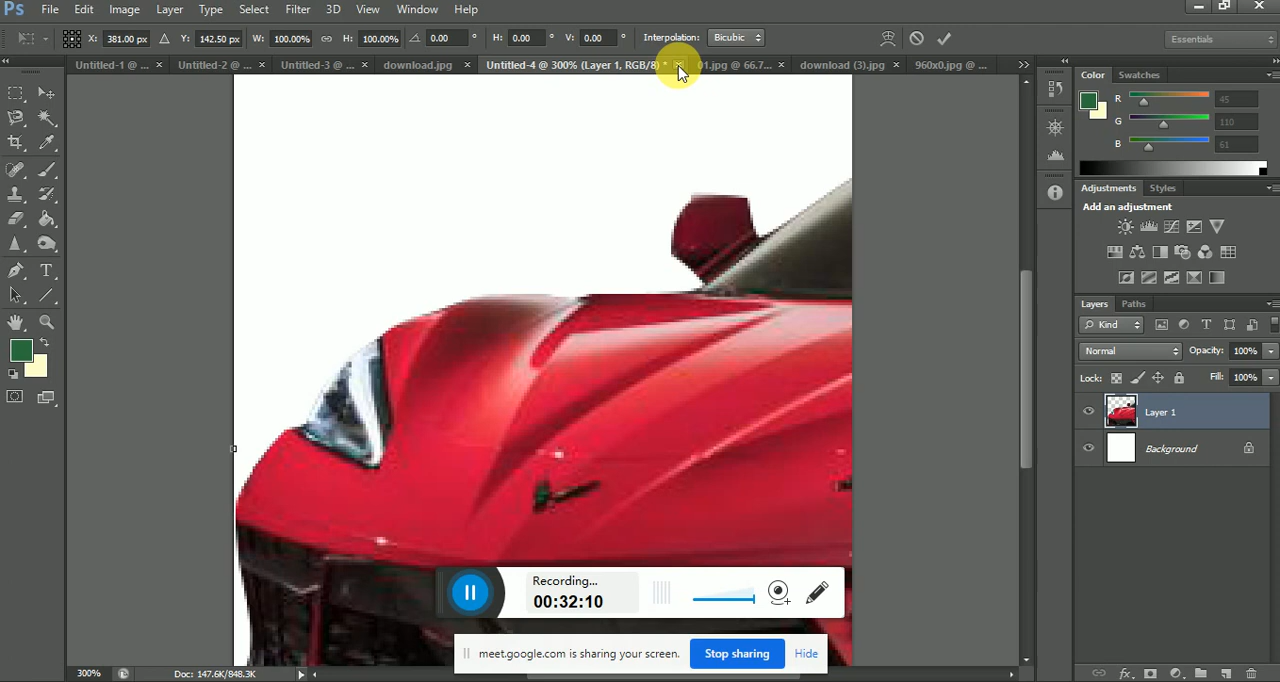 Ps File Edit Image Layer Type Select Filter 3D View Window Help
X: 381.00 px Y: 142.50 px W: 100.00% H: 100.00% 0.00 ° H: 0.00 ° V: 0.00 ° Interpolation: Bicubic Essentials
Untitled-1 @ ... × Untitled-2 @ ... × Untitled-3 @ ... × download.jpg × Untitled-4 @ 300% (Layer 1, RGB/8) * × 01.jpg @ 66.7... × download (3).jpg × 960x0.jpg @ ... »
Color Swatches
R 45
G 110
B 61
Adjustments Styles
Add an adjustment
Layers Paths
Kind
Normal Opacity: 100%
Lock: Fill: 100%
Layer 1
Background
Recording...
00:32:10
meet.google.com is sharing your screen. Stop sharing Hide
300% Doc: 147.6K/848.3K